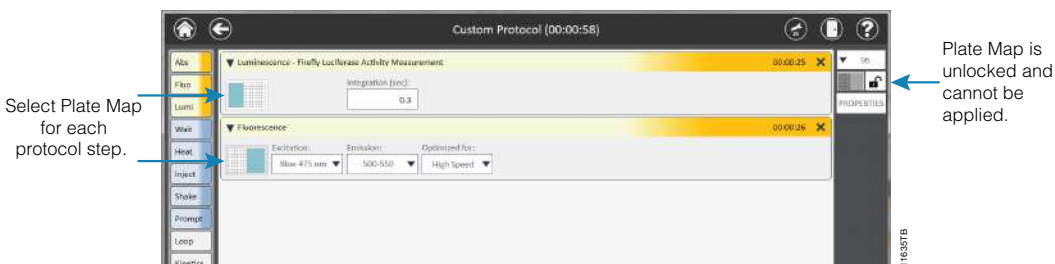 Custom Protocol (00:00:58)
Select Plate Map
for each
protocol step.
Abs
Fluo
Lumi
Wait
Heat
Inject
Shake
Prompt
Loop
Kinetics
Luminescence - Firefly Luciferase Activity Measurement
00:00:25
Integration (sec):
0.3
Fluorescence
00:00:26
Excitation:
Emission:
Optimized for:
Blue 475 nm
500-550
High Speed
96
PROPERTIES
Plate Map is
unlocked and
cannot be
applied.
11635TB